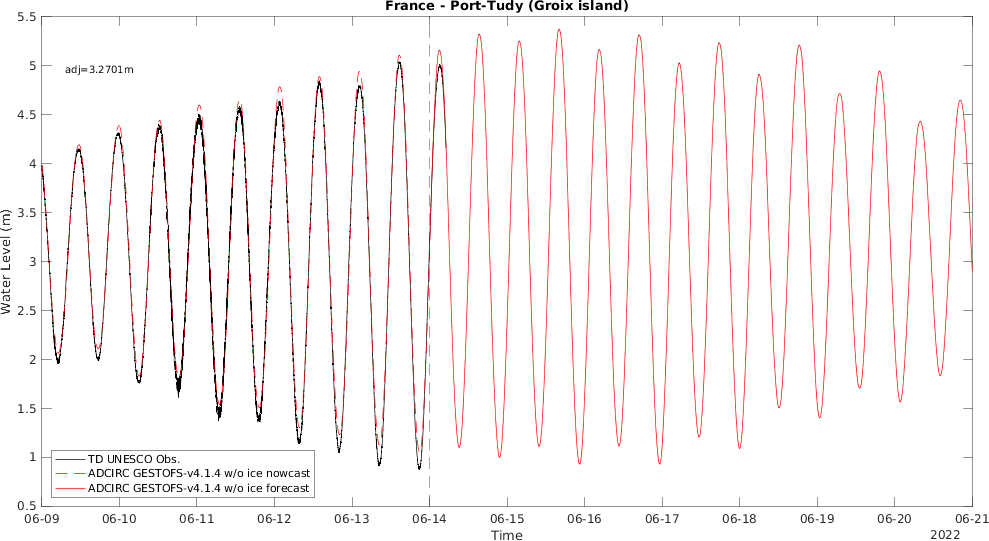 France - Port-Tudy (Groix island)
adj=3.2701m
Water Level (m)
5.5
5
4.5
4
3.5
3
2.5
2
1.5
1
0.5
TD UNESCO Obs.
ADCIRC GESTOFS-v4.1.4 w/o ice nowcast
ADCIRC GESTOFS-v4.1.4 w/o ice forecast
06-09 06-10 06-11 06-12 06-13 06-14 06-15 06-16 06-17 06-18 06-19 06-20 06-21
Time
2022